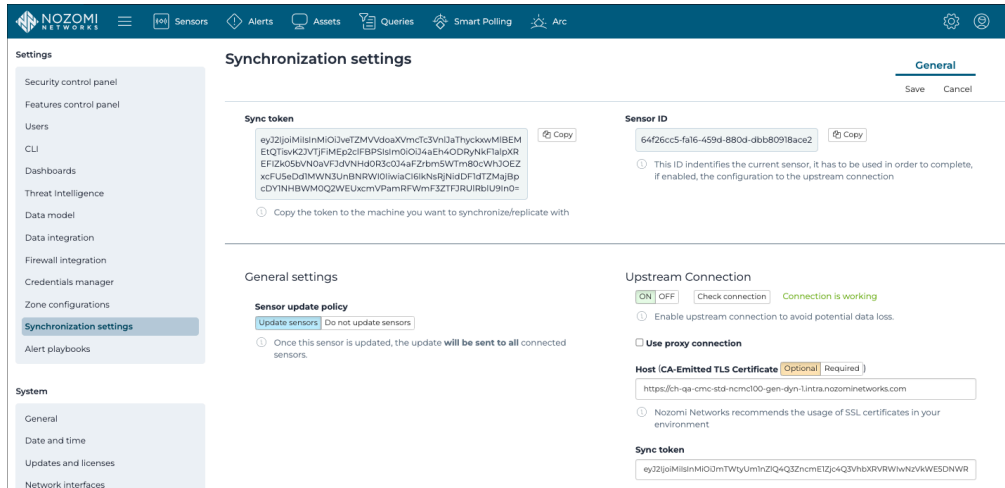 NOZOMI NETWORKS Sensors Alerts Assets Queries Smart Polling Arc
Settings
Security control panel
Features control panel
Users
CLI
Dashboards
Threat Intelligence
Data model
Data integration
Firewall integration
Credentials manager
Zone configurations
Synchronization settings
Alert playbooks
System
General
Date and time
Updates and licenses
Network interfaces
Synchronization settings
General
Save Cancel
Sync token
Copy
Copy the token to the machine you want to synchronize/replicate with
Sensor ID
64f26cc5-fa16-459d-880d-dbb80918ace2 Copy
This ID indentifies the current sensor, it has to be used in order to complete,
if enabled, the configuration to the upstream connection
General settings
Sensor update policy
Update sensors Do not update sensors
Once this sensor is updated, the update will be sent to all connected
sensors.
Upstream Connection
ON OFF Check connection Connection is working
Enable upstream connection to avoid potential data loss.
Use proxy connection
Host (CA-Emitted TLS Certificate Optional Required )
https://ch-qa-cmc-std-ncmc100-gen-dyn-1.intra.nozominetworks.com
Nozomi Networks recommends the usage of SSL certificates in your
environment
Sync token